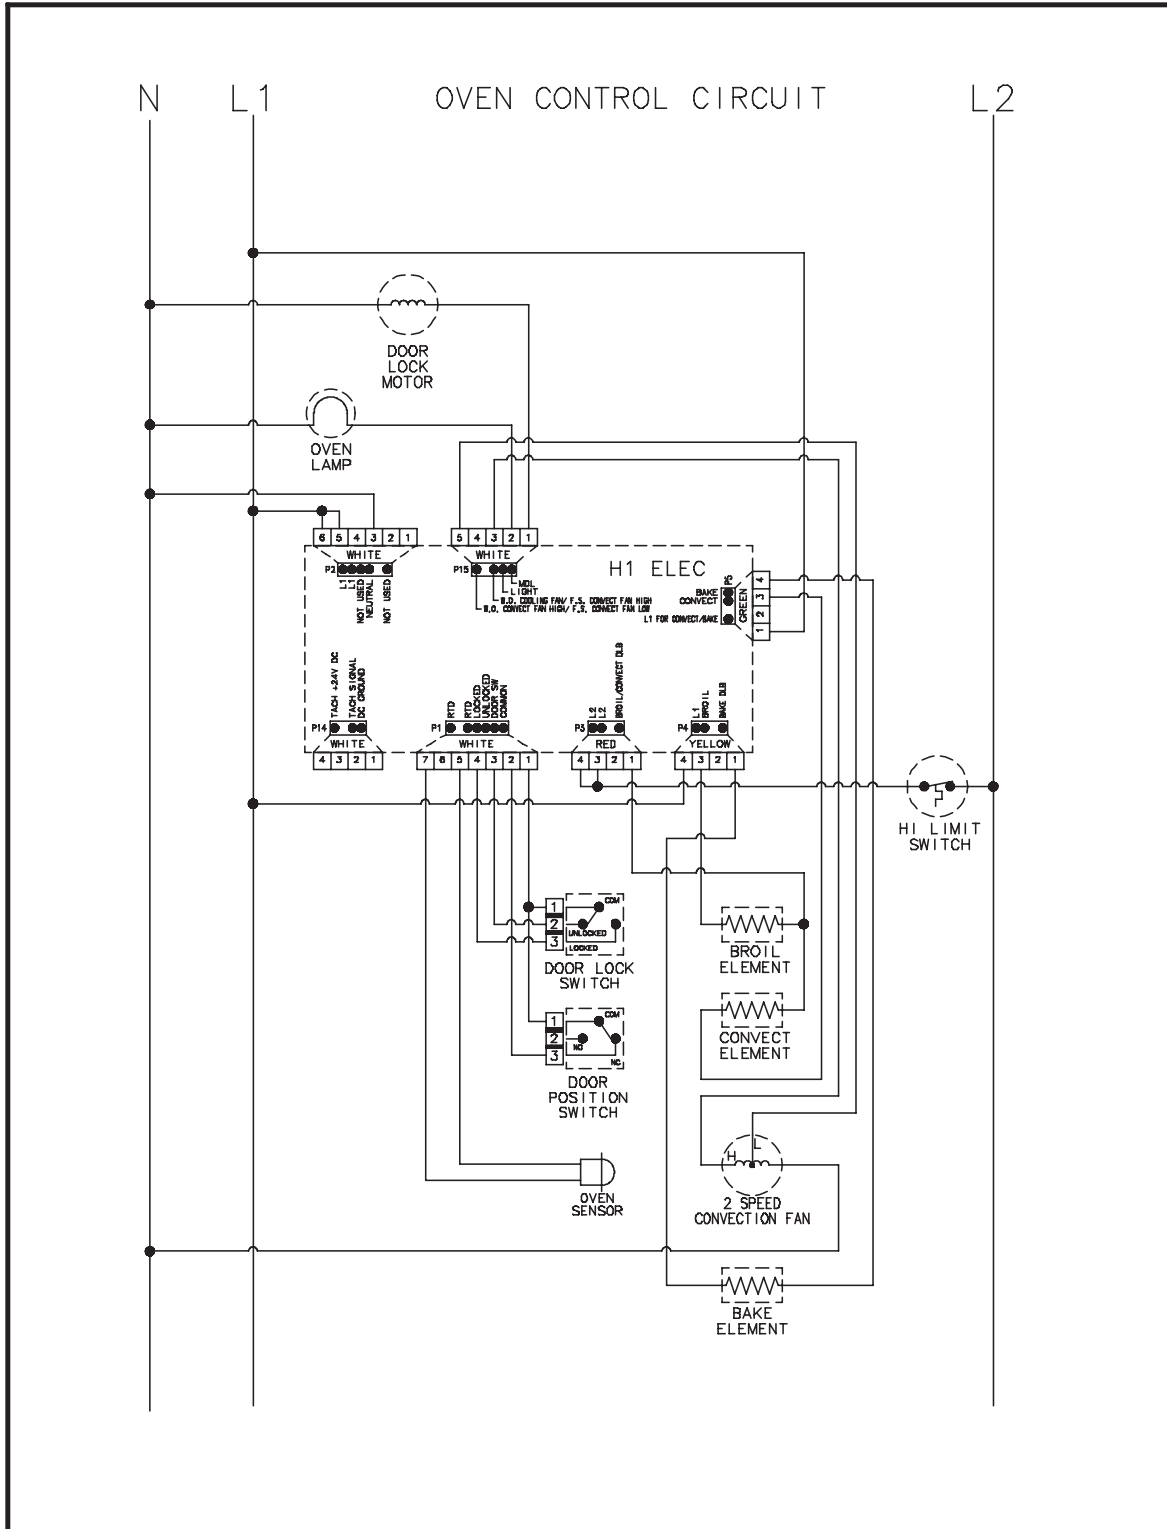 N L1 OVEN CONTROL CIRCUIT L2
DOOR
LOCK
MOTOR
OVEN
LAMP
6 5 4 3 2 1
WHITE
P2
L1
L1
NOT USED
NEUTRAL
NOT USED
5 4 3 2 1
WHITE
P15
MDL
LIGHT
W.O. COOLING FAN/ F.S. CONVECT FAN HIGH
W.O. CONVECT FAN HIGH/ F.S. CONVECT FAN LOW
H1 ELEC
P5
BAKE
CONVECT
L1 FOR CONVECT/BAKE
GREEN
4
3
2
1
TACH +24V DC
TACH SIGNAL
DC GROUND
P14
WHITE
4 3 2 1
RTD
RTD
LOCKED
UNLOCKED
DOOR SW
COMMON
P1
WHITE
7 6 5 4 3 2 1
L2
L2
BROIL/CONVECT DLB
P3
RED
4 3 2 1
L1
BROIL
BAKE DLB
P4
YELLOW
4 3 2 1
HI LIMIT
SWITCH
1
2
3
COM
UNLOCKED
LOCKED
DOOR LOCK
SWITCH
BROIL
ELEMENT
1
2
3
COM
NO
NC
DOOR
POSITION
SWITCH
CONVECT
ELEMENT
H L
2 SPEED
CONVECTION FAN
OVEN
SENSOR
BAKE
ELEMENT